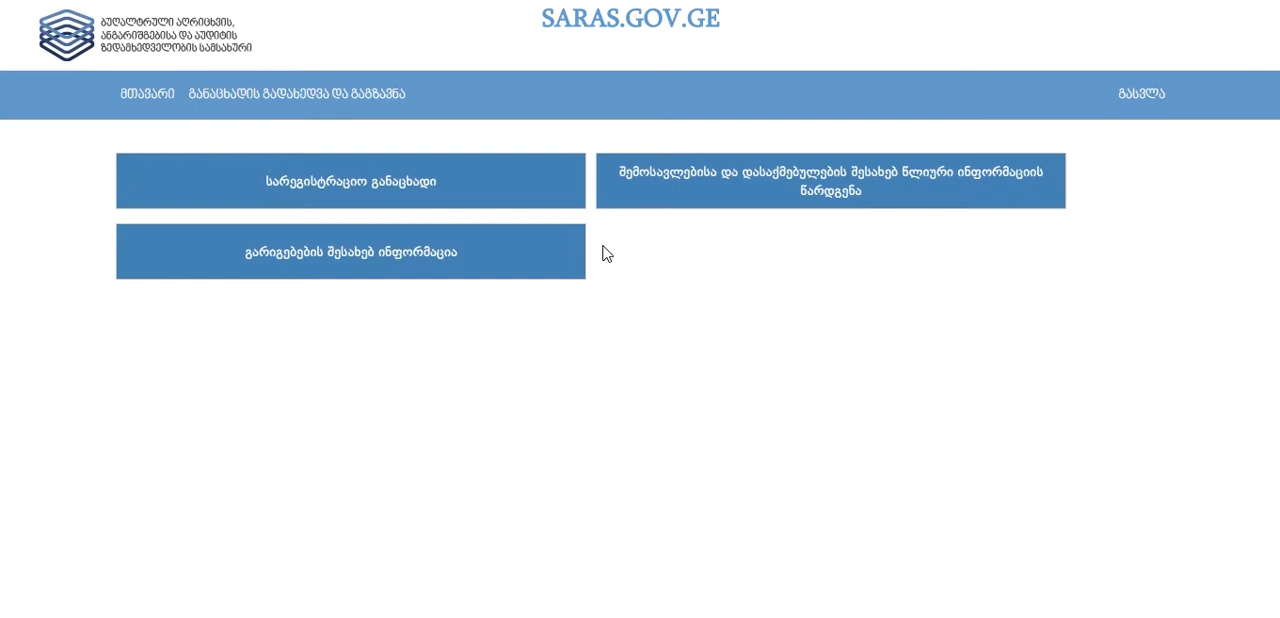 ბუღალტრული აღრიცხვის,
ანგარიშგებისა და აუდიტის
ზედამხედველობის სამსახური
SARAS.GOV.GE
მთავარი განაცხადის გადახედვა და გაგზავნა გასვლა
სარეგისტრაციო განაცხადი
შემოსავლებისა და დასაქმებულების შესახებ წლიური ინფორმაციის
წარდგენა
გარიგებების შესახებ ინფორმაცია